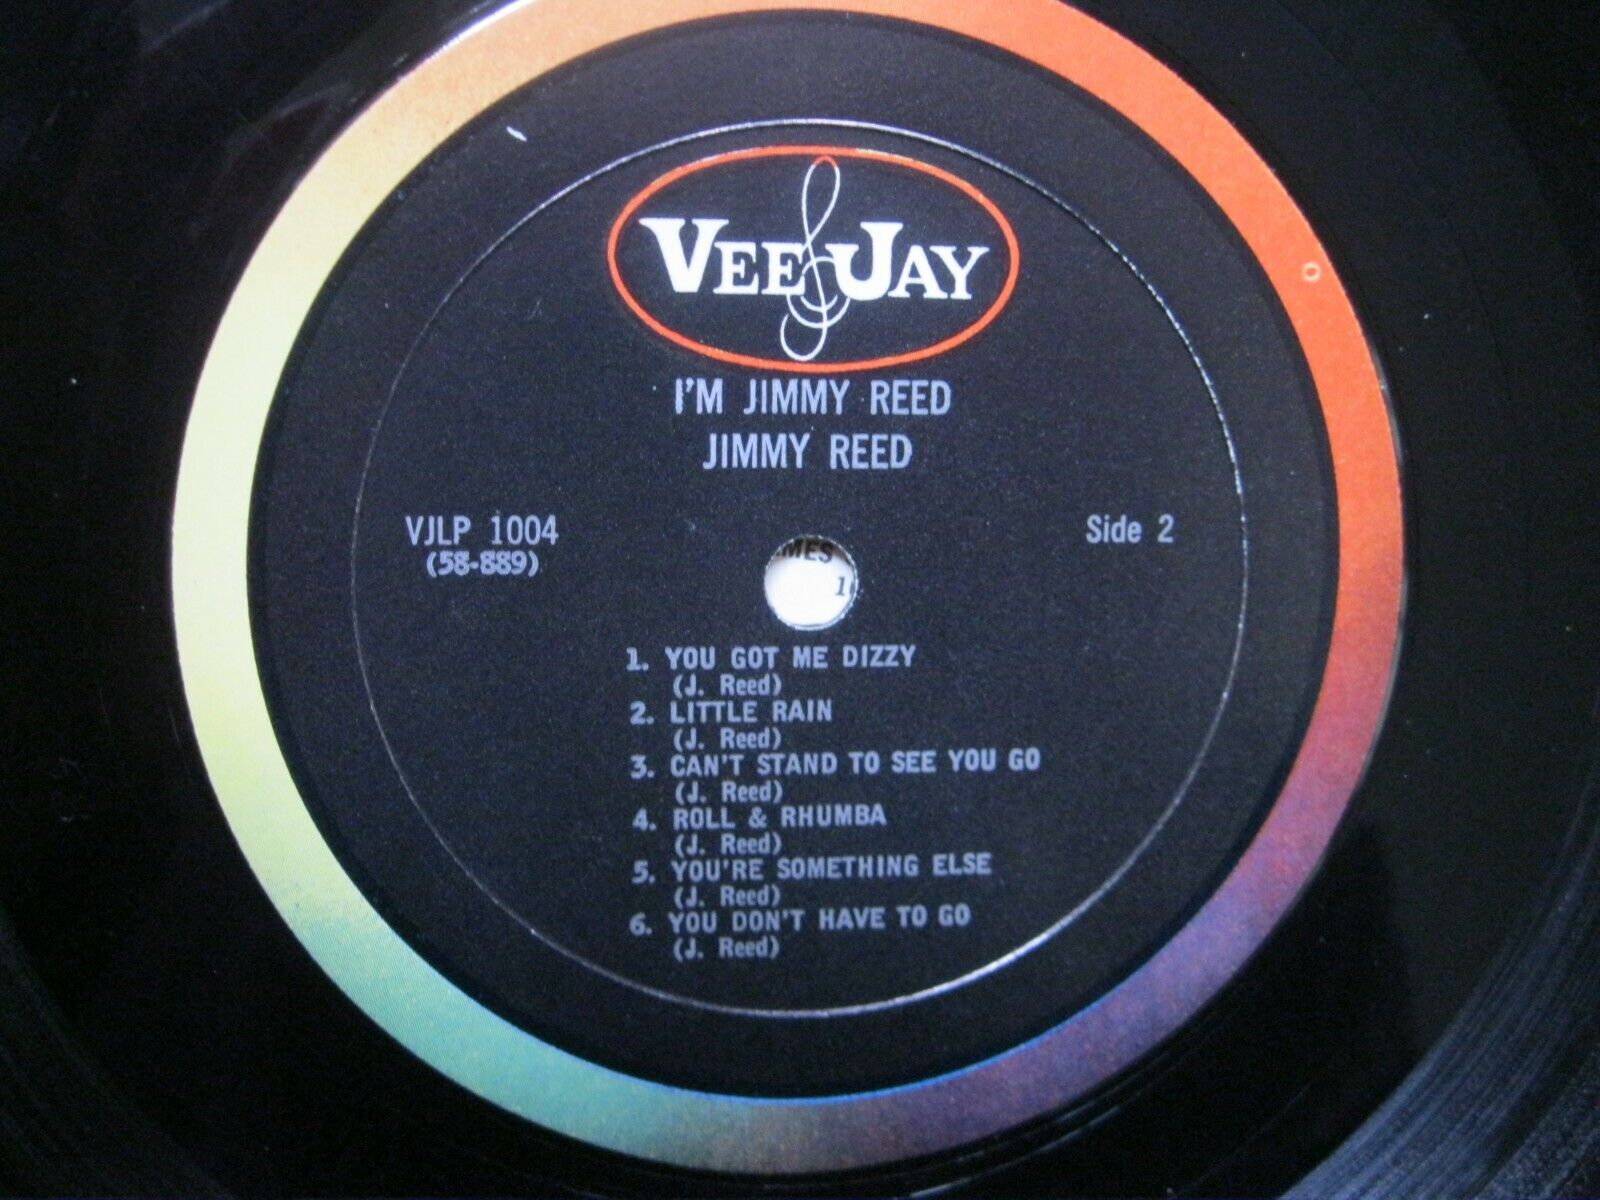 VEE JAY
I'M JIMMY REED
JIMMY REED
VJLP 1004
(58-889)
Side 2
1. YOU GOT ME DIZZY
(J. Reed)
2. LITTLE RAIN
(J. Reed)
3. CAN'T STAND TO SEE YOU GO
(J. Reed)
4. ROLL & RHUMBA
(J. Reed)
5. YOU'RE SOMETHING ELSE
(J. Reed)
6. YOU DON'T HAVE TO GO
(J. Reed)